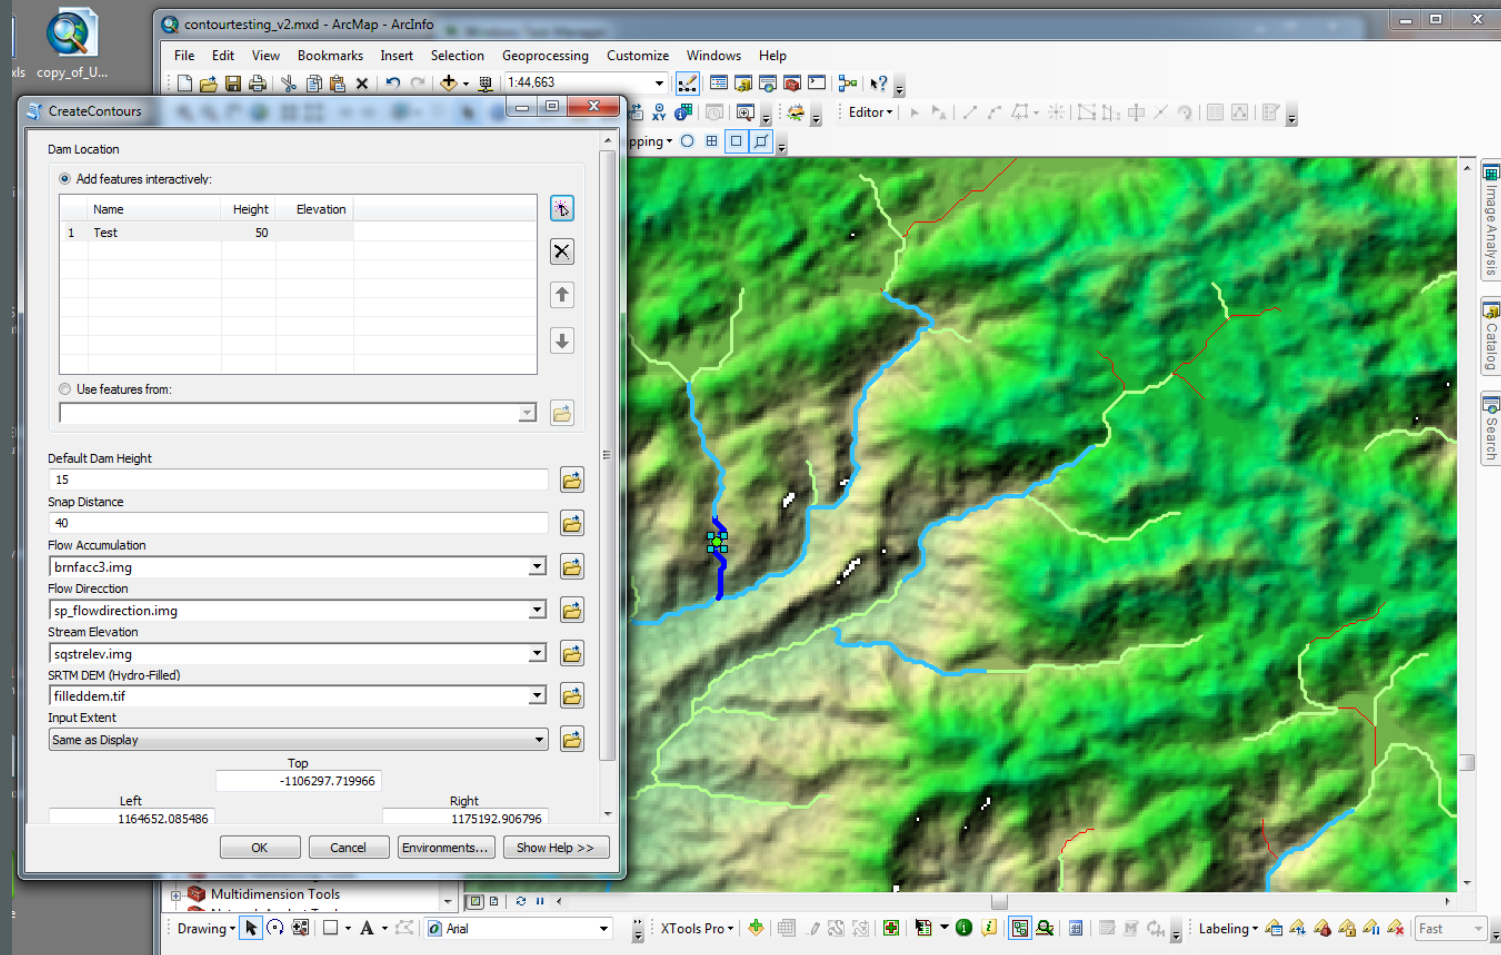 contourtesting_v2.mxd - ArcMap - ArcInfo
xls
copy_of_U...
File Edit View Bookmarks Insert Selection Geoprocessing Customize Windows Help
1:44,663
CreateContours
Editor
pping
Dam Location
Add features interactively:
Name Height Elevation
1 Test 50
Use features from:
Default Dam Height
15
Snap Distance
40
Flow Accumulation
brnfacc3.img
Flow Direcction
sp_flowdirection.img
Stream Elevation
sqstrelev.img
SRTM DEM (Hydro-Filled)
filleddem.tif
Input Extent
Same as Display
Top
-1106297.719966
Left Right
1164652.085486 1175192.906796
OK Cancel Environments... Show Help >>
Image Analysis
Catalog
Search
Multidimension Tools
Drawing A Arial XTools Pro Labeling Fast